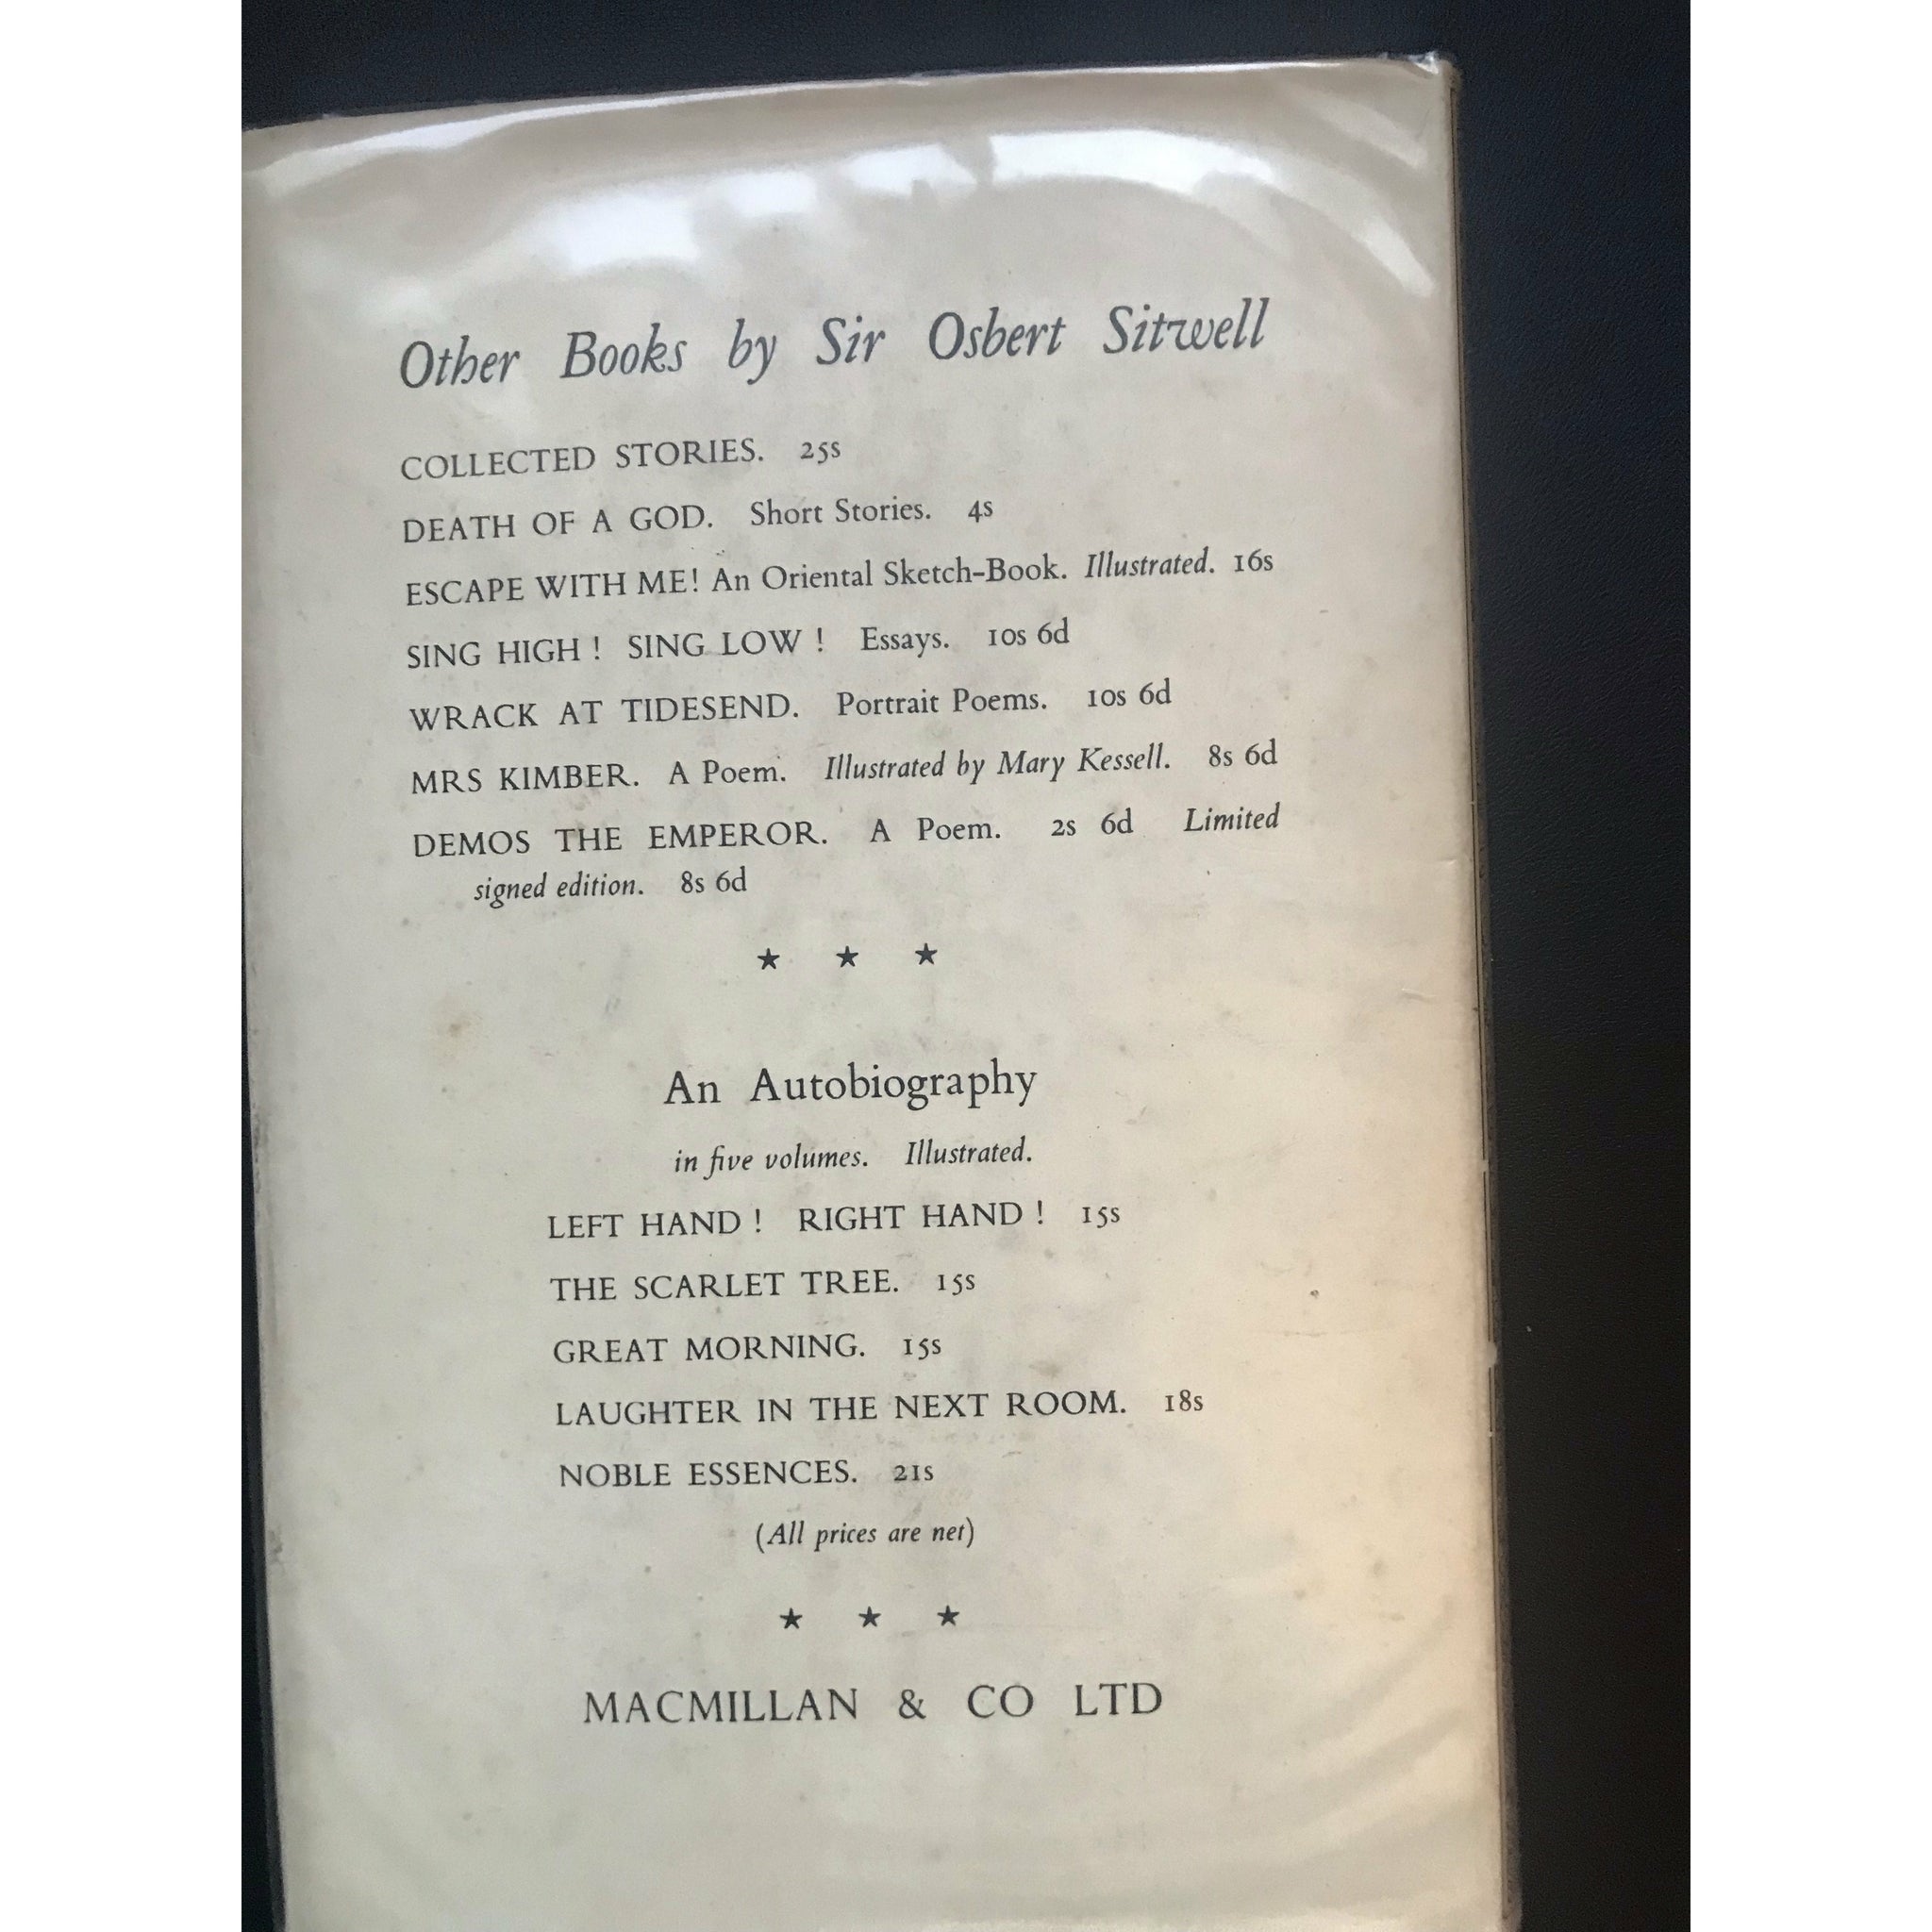 Other Books by Sir Osbert Sitwell
COLLECTED STORIES. 25s
DEATH OF A GOD. Short Stories. 4s
ESCAPE WITH ME! An Oriental Sketch-Book. Illustrated. 16s
SING HIGH ! SING LOW ! Essays. 10s 6d
WRACK AT TIDESEND. Portrait Poems. 10s 6d
MRS KIMBER. A Poem. Illustrated by Mary Kessell. 8s 6d
DEMOS THE EMPEROR. A Poem. 2s 6d Limited
signed edition. 8s 6d
★ ★ ★
An Autobiography
in five volumes. Illustrated.
LEFT HAND ! RIGHT HAND ! 15s
THE SCARLET TREE. 15s
GREAT MORNING. 15s
LAUGHTER IN THE NEXT ROOM. 18s
NOBLE ESSENCES. 21s
(All prices are net)
★ ★ ★
MACMILLAN & CO LTD